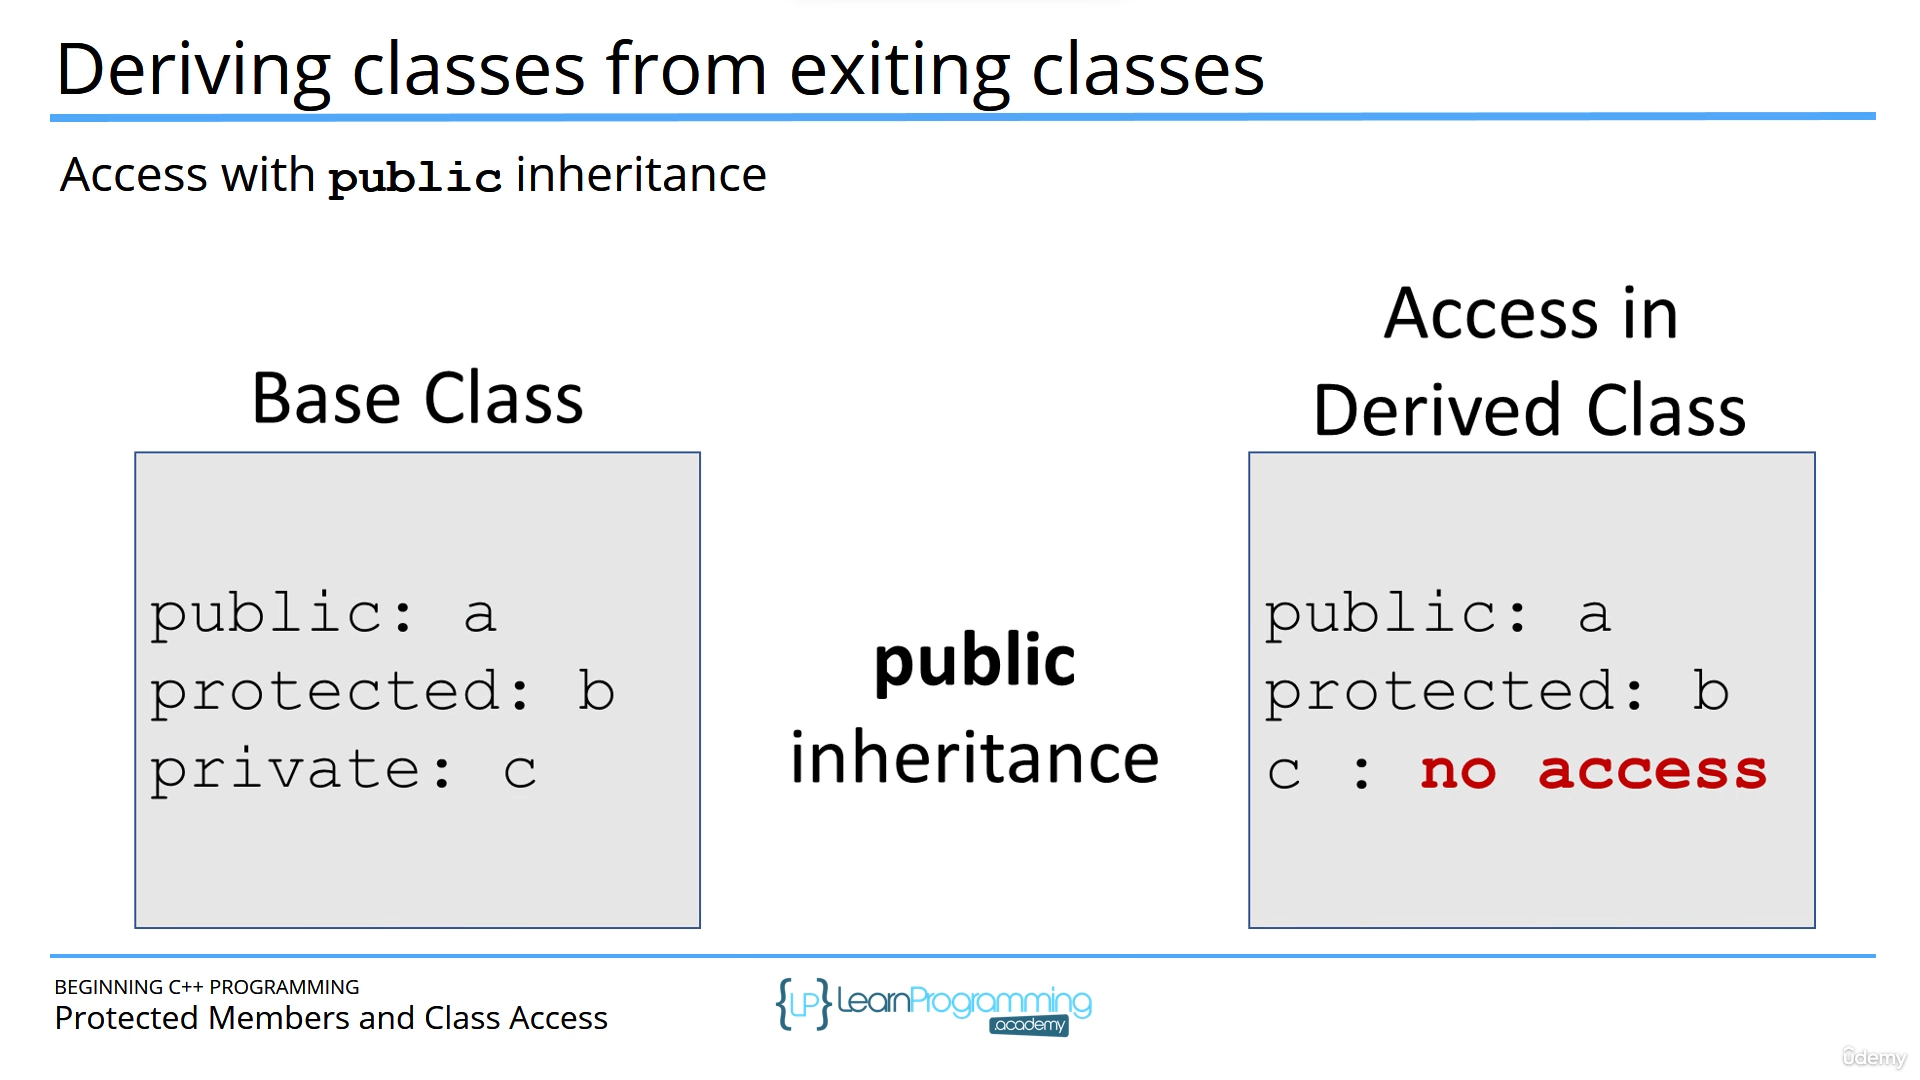 Deriving classes from exiting classes
Access with public inheritance
Base Class
public: a
protected: b
private: c
public
inheritance
Access in
Derived Class
public: a
protected: b
c : no access
BEGINNING C++ PROGRAMMING
Protected Members and Class Access
{LP} LearnProgramming
academy
ûdemy